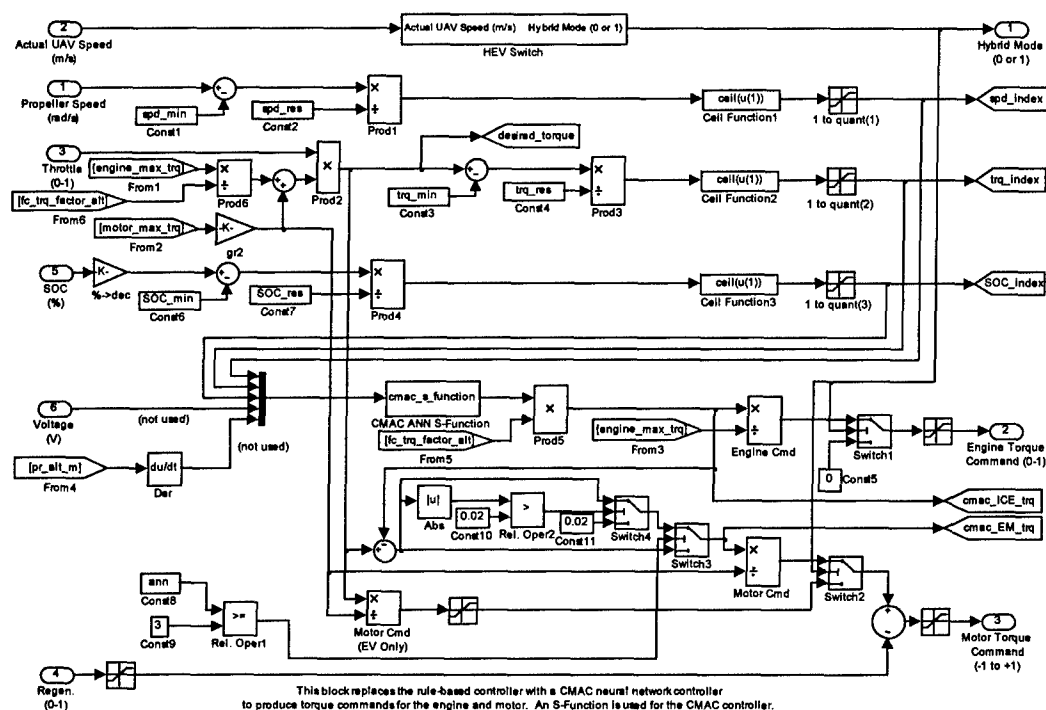 2
Actual UAV Speed
(m/s)
Actual UAV Speed (m/s) Hybrid Mode (0 or 1)
HEV Switch
1
Hybrid Mode
(0 or 1)
1
Propeller Speed
(rad/s)
+
-
spd_min
Const1
spd_res
Const2
×
÷
Prod1
ceil(u(1))
Ceil Function1
1 to quant(1)
spd_index
3
Throttle
(0-1)
[engine_max_trq]
From1
[fc_trq_factor_alt]
From6
×
÷
Prod6
+
+
×
Prod2
desired_torque
+
-
trq_min
Const3
trq_res
Const4
×
÷
Prod3
ceil(u(1))
Ceil Function2
1 to quant(2)
trq_index
[motor_max_trq]
From2
-K-
gr2
5
SOC
(%)
-K-
%->dec
+
-
SOC_min
Const6
SOC_res
Const7
×
÷
Prod4
ceil(u(1))
Ceil Function3
1 to quant(3)
SOC_index
6
Voltage
(V)
(not used)
(not used)
[pr_alt_m]
From4
du/dt
Der
cmac_s_function
CMAC ANN S-Function
[fc_trq_factor_alt]
From5
×
Prod5
[engine_max_trq]
From3
×
÷
Engine Cmd
0
Const5
Switch1
2
Engine Torque
Command (0-1)
cmac_ICE_trq
cmac_EM_trq
+
-
|u|
Abs
0.02
Const10
>
Rel. Oper2
0.02
Const11
Switch4
Switch3
×
÷
Motor Cmd
Switch2
ann
Const8
3
Const9
>=
Rel. Oper1
×
÷
Motor Cmd
(EV Only)
+
-
3
Motor Torque
Command
(-1 to +1)
4
Regen.
(0-1)
This block replaces the rule-based controller with a CMAC neural network controller
to produce torque commands for the engine and motor. An S-Function is used for the CMAC controller.